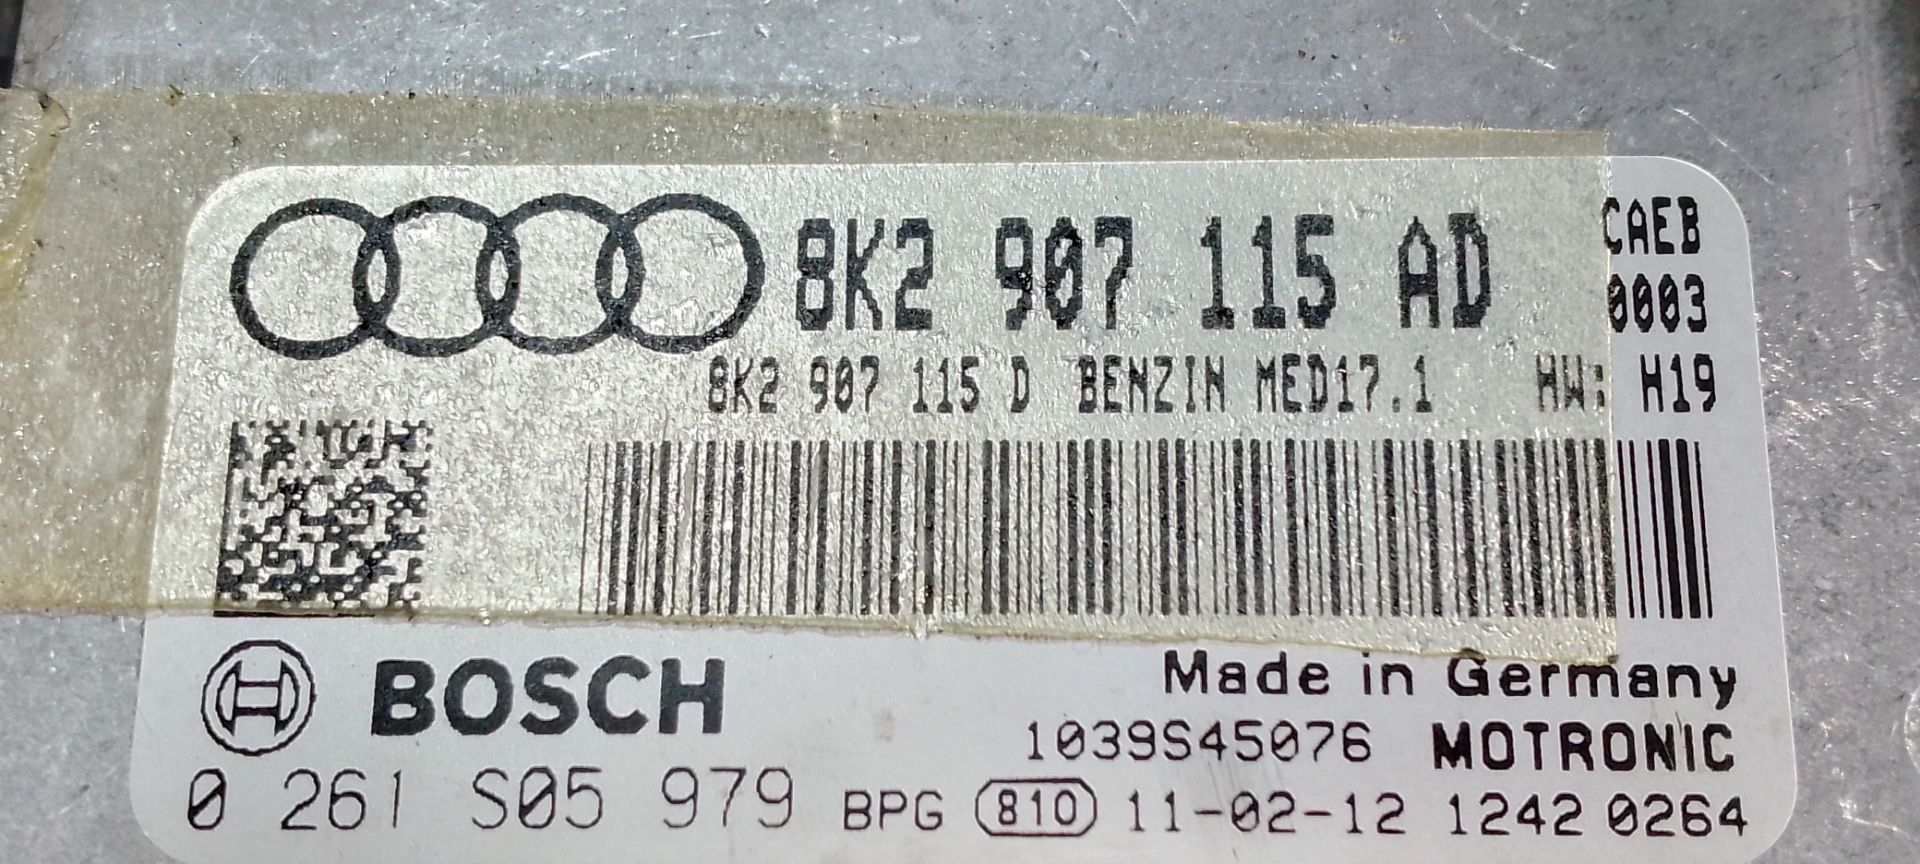 8K2 907 115 AD CAEB
0003
8K2 907 115 D BENZIN MED17.1 HW: H19
BOSCH
Made in Germany
1039S45076 MOTRONIC
0 261 S05 979 BPG 810 11-02-12 1242 0264